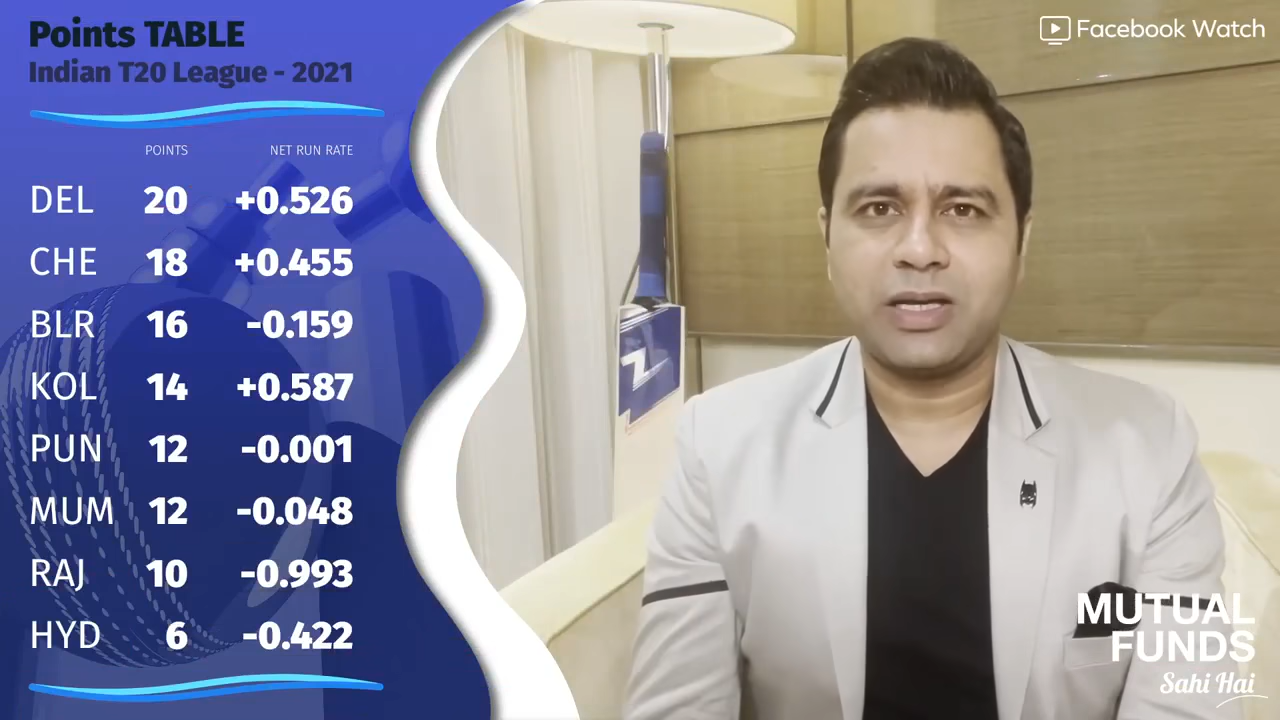 Points TABLE
Indian T20 League - 2021
POINTS NET RUN RATE
DEL 20 +0.526
CHE 18 +0.455
BLR 16 -0.159
KOL 14 +0.587
PUN 12 -0.001
MUM 12 -0.048
RAJ 10 -0.993
HYD 6 -0.422
Facebook Watch
MUTUAL
FUNDS
Sahi Hai